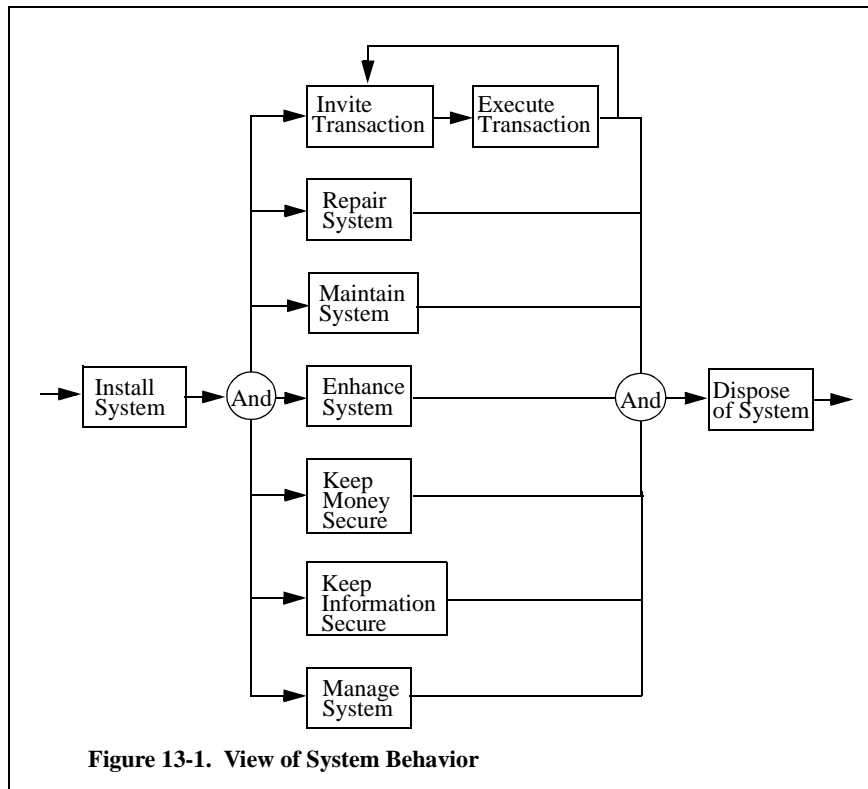 Invite
Transaction
Execute
Transaction
Repair
System
Maintain
System
Install
System
And
Enhance
System
And
Dispose
of System
Keep
Money
Secure
Keep
Information
Secure
Manage
System
Figure 13-1. View of System Behavior